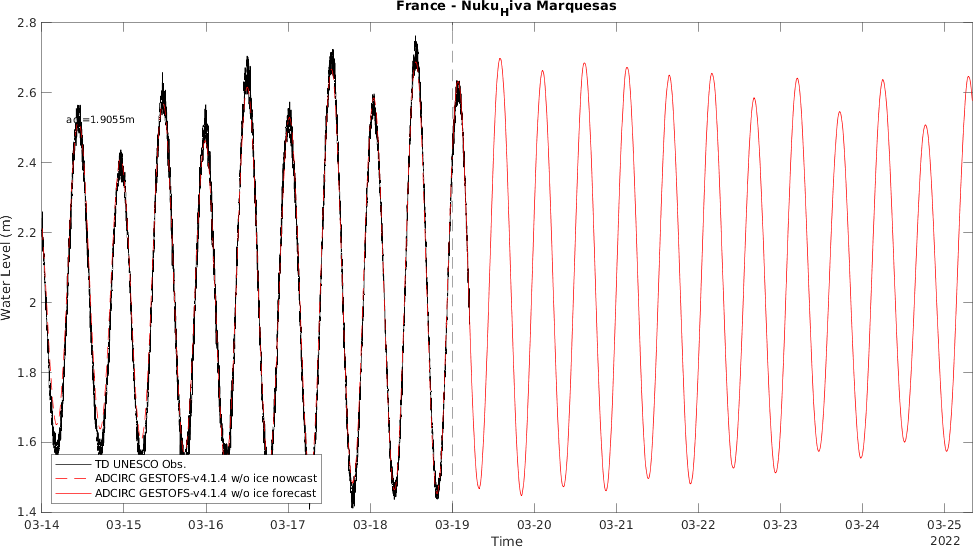 France - Nuku_Hiva Marquesas
2.8
2.6
2.4
2.2
2
1.8
1.6
1.4
Water Level (m)
=1.9055m
TD UNESCO Obs.
ADCIRC GESTOFS-v4.1.4 w/o ice nowcast
ADCIRC GESTOFS-v4.1.4 w/o ice forecast
03-14 03-15 03-16 03-17 03-18 03-19 03-20 03-21 03-22 03-23 03-24 03-25
Time
2022